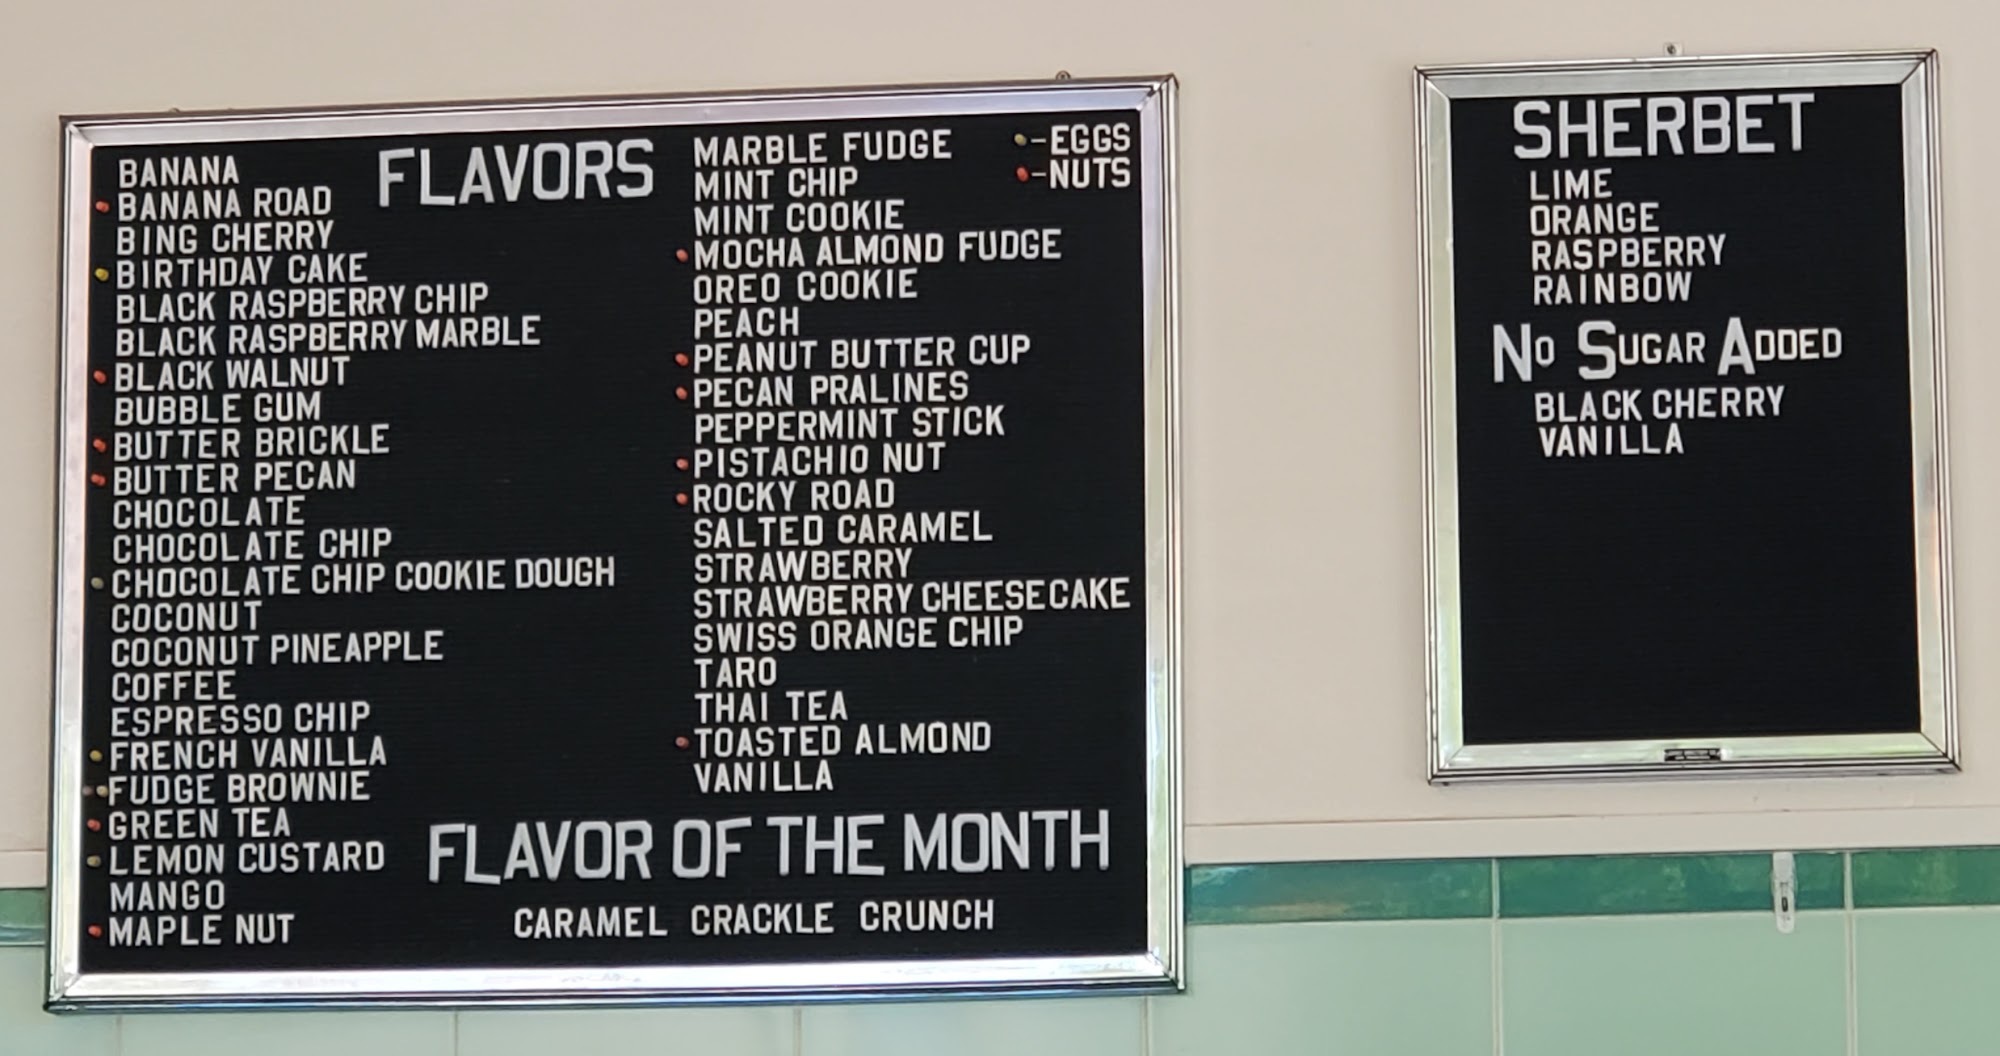 FLAVORS
BANANA
BANANA ROAD
BING CHERRY
BIRTHDAY CAKE
BLACK RASPBERRY CHIP
BLACK RASPBERRY MARBLE
BLACK WALNUT
BUBBLE GUM
BUTTER BRICKLE
BUTTER PECAN
CHOCOLATE
CHOCOLATE CHIP
CHOCOLATE CHIP COOKIE DOUGH
COCONUT
COCONUT PINEAPPLE
COFFEE
ESPRESSO CHIP
FRENCH VANILLA
FUDGE BROWNIE
GREEN TEA
LEMON CUSTARD
MANGO
MAPLE NUT
MARBLE FUDGE
MINT CHIP
MINT COOKIE
MOCHA ALMOND FUDGE
OREO COOKIE
PEACH
PEANUT BUTTER CUP
PECAN PRALINES
PEPPERMINT STICK
PISTACHIO NUT
ROCKY ROAD
SALTED CARAMEL
STRAWBERRY
STRAWBERRY CHEESECAKE
SWISS ORANGE CHIP
TARO
THAI TEA
TOASTED ALMOND
VANILLA
-EGGS
-NUTS
FLAVOR OF THE MONTH
CARAMEL CRACKLE CRUNCH
SHERBET
LIME
ORANGE
RASPBERRY
RAINBOW
NO SUGAR ADDED
BLACK CHERRY
VANILLA